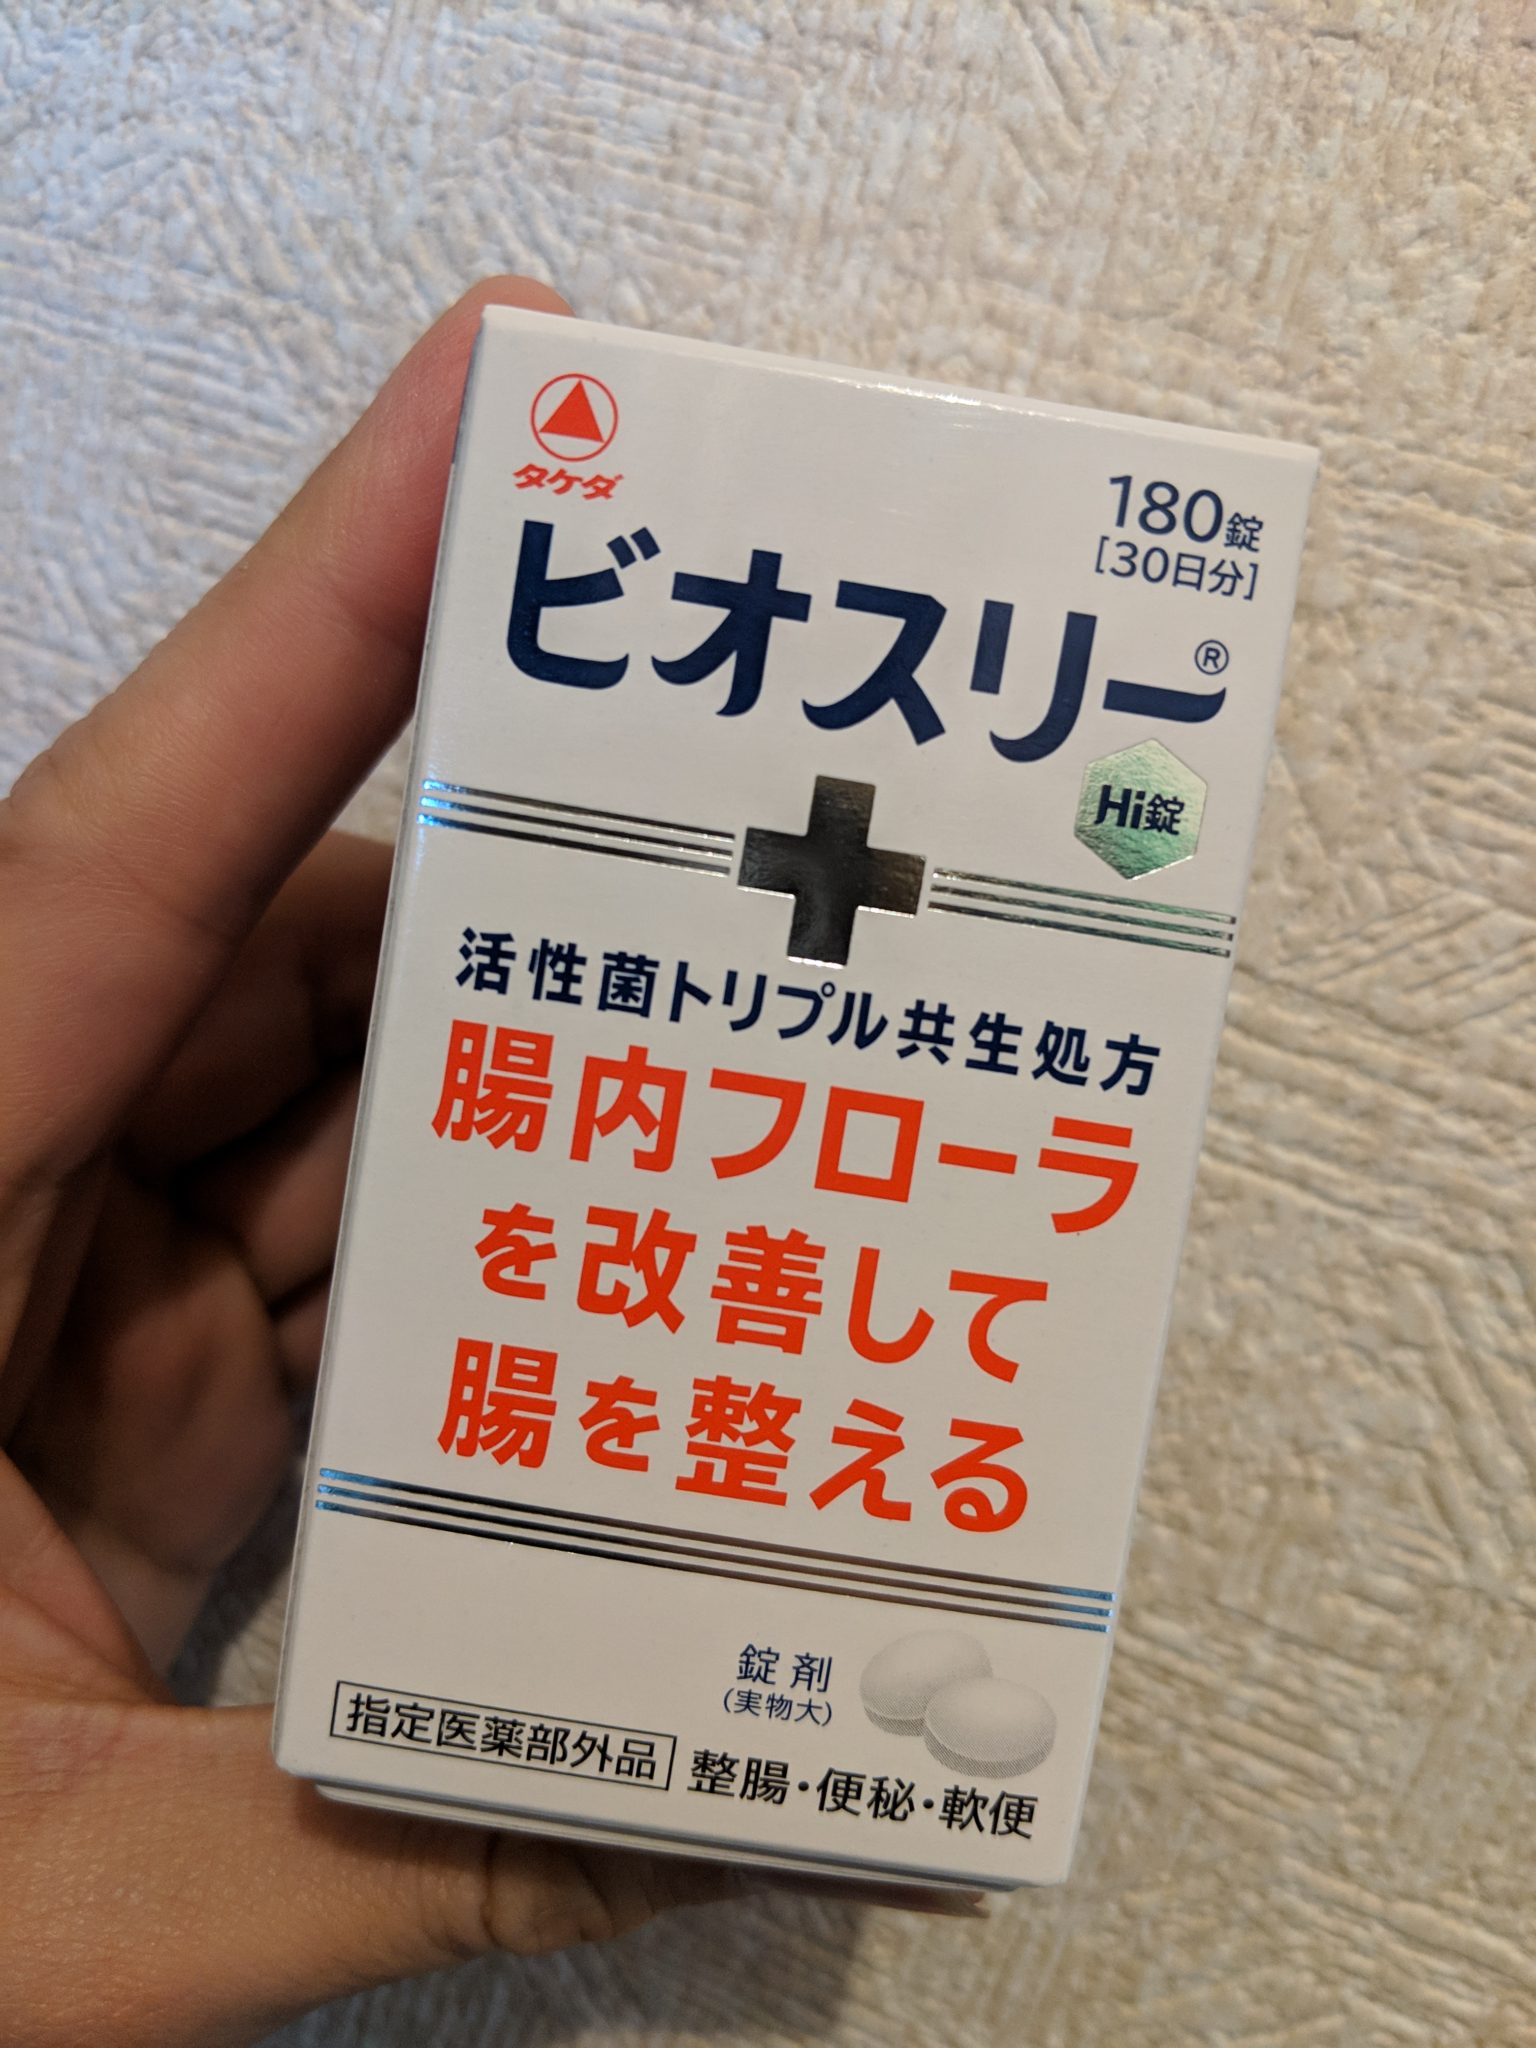 タケダ
180錠
[30日分]
ビオスリー®
Hi錠
活性菌トリプル共生処方
腸内フローラ
を改善して
腸を整える
錠剤
(実物大)
指定医薬部外品 整腸・便秘・軟便